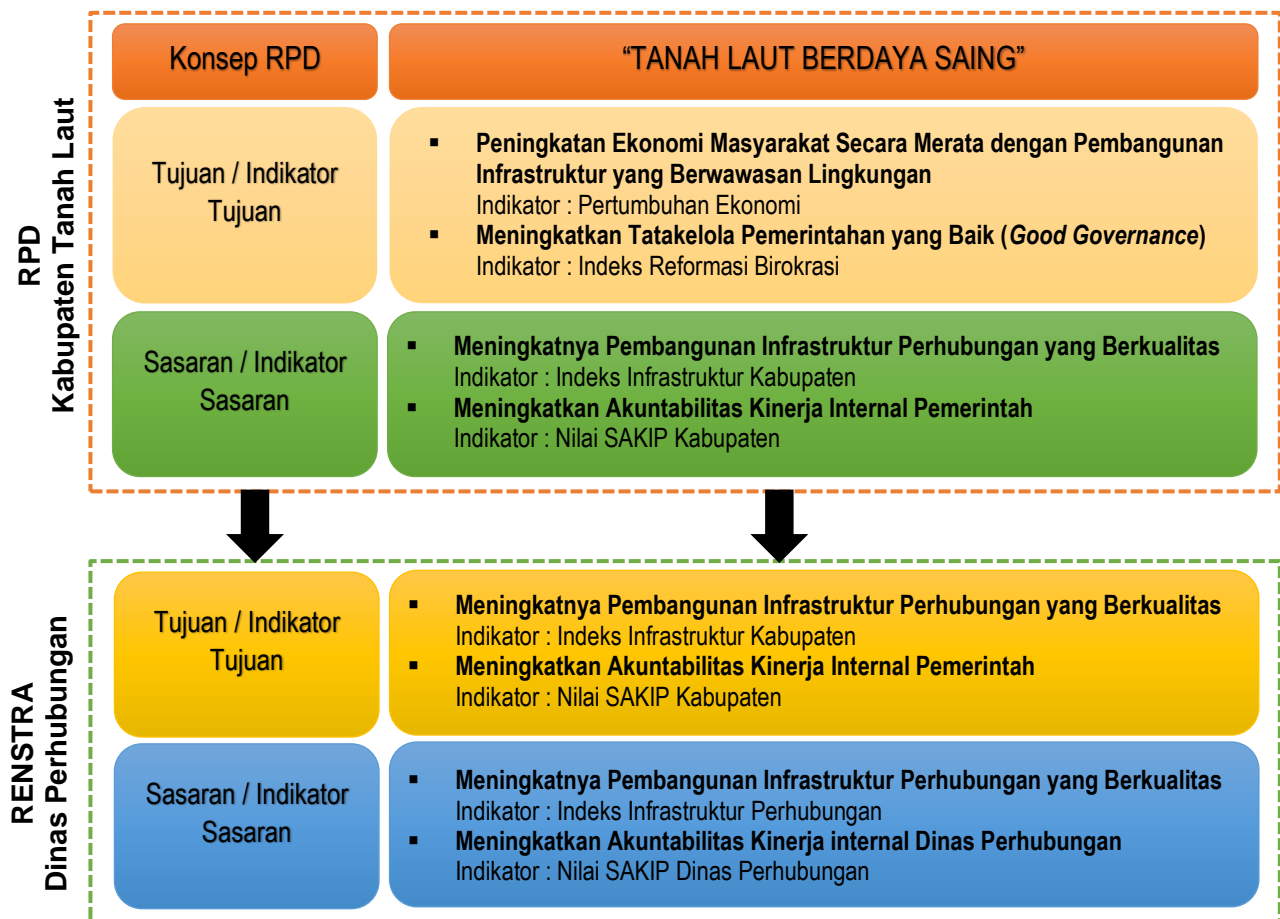 RPD
Kabupaten Tanah Laut
Konsep RPD
“TANAH LAUT BERDAYA SAING”
Tujuan / Indikator
Tujuan
▪ Peningkatan Ekonomi Masyarakat Secara Merata dengan Pembangunan
Infrastruktur yang Berwawasan Lingkungan
Indikator : Pertumbuhan Ekonomi
▪ Meningkatkan Tatakelola Pemerintahan yang Baik (Good Governance)
Indikator : Indeks Reformasi Birokrasi
Sasaran / Indikator
Sasaran
▪ Meningkatnya Pembangunan Infrastruktur Perhubungan yang Berkualitas
Indikator : Indeks Infrastruktur Kabupaten
▪ Meningkatkan Akuntabilitas Kinerja Internal Pemerintah
Indikator : Nilai SAKIP Kabupaten
RENSTRA
Dinas Perhubungan
Tujuan / Indikator
Tujuan
▪ Meningkatnya Pembangunan Infrastruktur Perhubungan yang Berkualitas
Indikator : Indeks Infrastruktur Kabupaten
▪ Meningkatkan Akuntabilitas Kinerja Internal Pemerintah
Indikator : Nilai SAKIP Kabupaten
Sasaran / Indikator
Sasaran
▪ Meningkatnya Pembangunan Infrastruktur Perhubungan yang Berkualitas
Indikator : Indeks Infrastruktur Perhubungan
▪ Meningkatkan Akuntabilitas Kinerja internal Dinas Perhubungan
Indikator : Nilai SAKIP Dinas Perhubungan